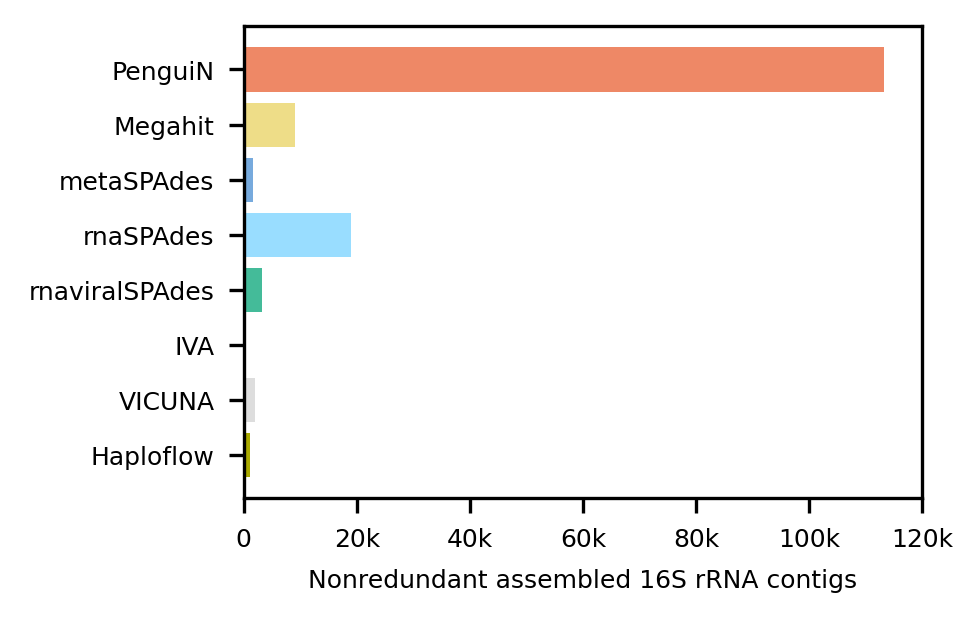 PenguiN
Megahit
metaSPAdes
rnaSPAdes
rnaviralSPAdes
IVA
VICUNA
Haploflow
0 20k 40k 60k 80k 100k 120k
Nonredundant assembled 16S rRNA contigs